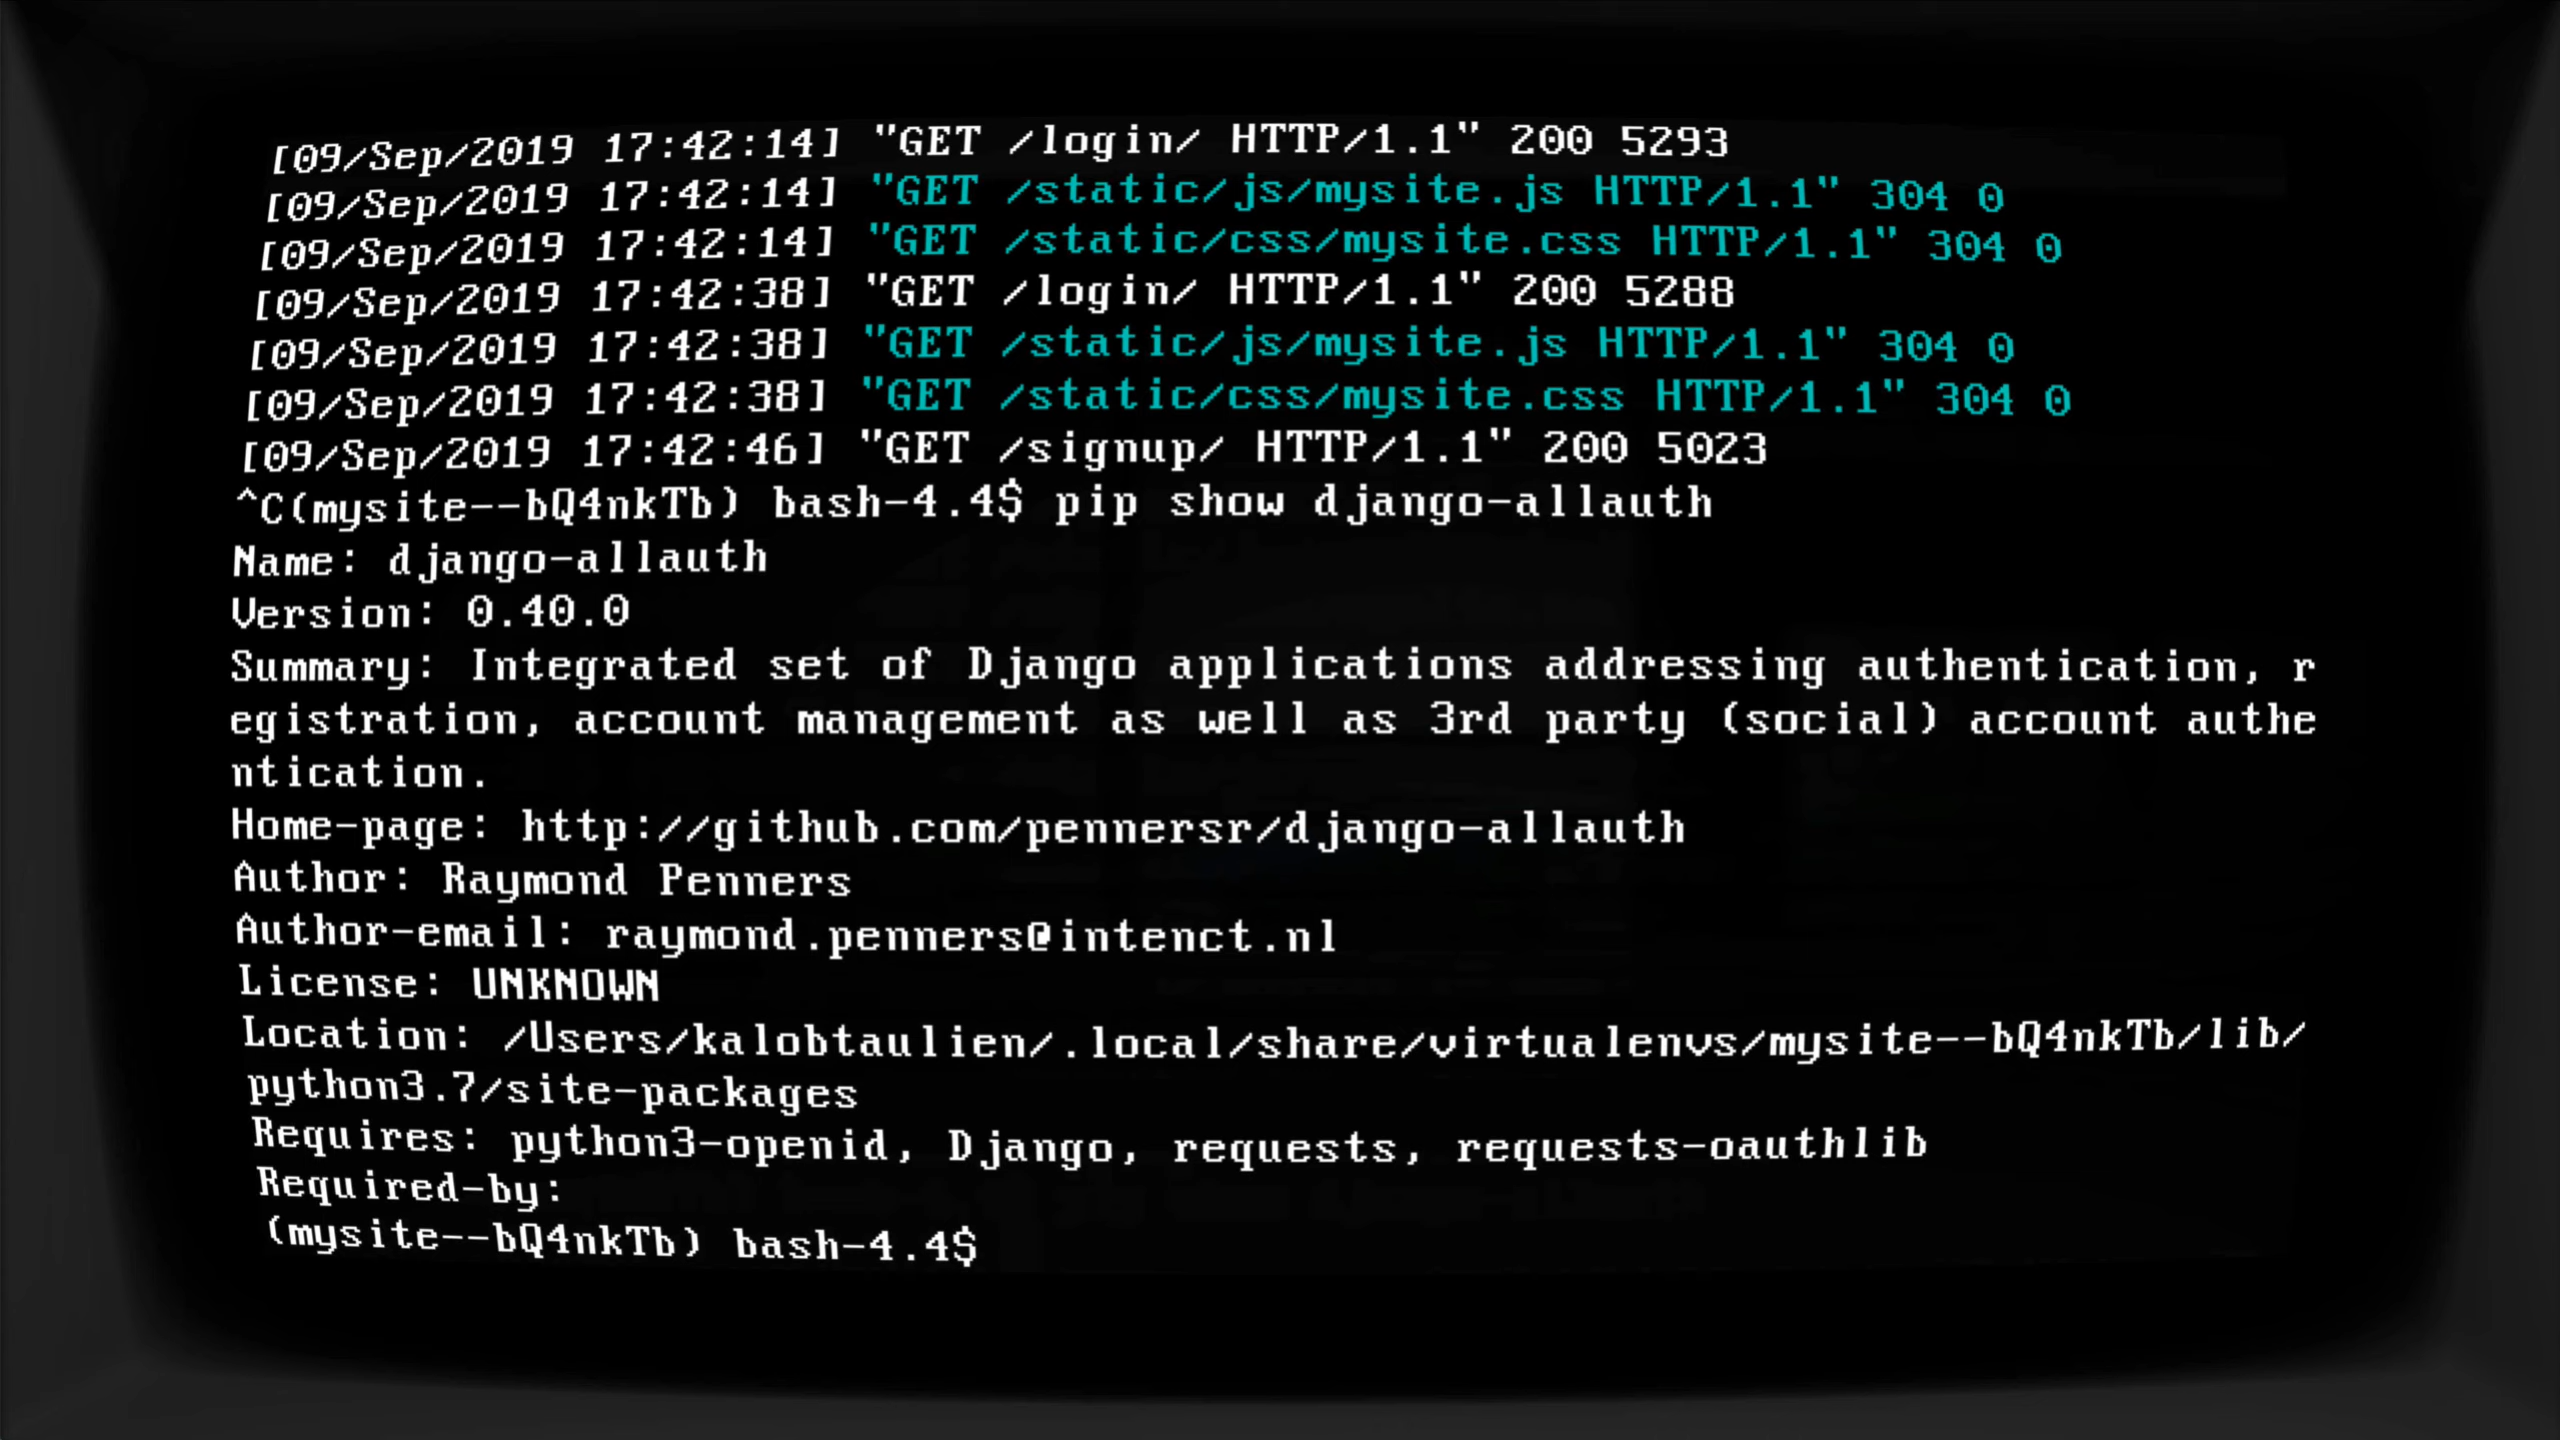 [09/Sep/2019 17:42:14] "GET /login/ HTTP/1.1" 200 5293
[09/Sep/2019 17:42:14] "GET /static/js/mysite.js HTTP/1.1" 304 0
[09/Sep/2019 17:42:14] "GET /static/css/mysite.css HTTP/1.1" 304 0
[09/Sep/2019 17:42:38] "GET /login/ HTTP/1.1" 200 5288
[09/Sep/2019 17:42:38] "GET /static/js/mysite.js HTTP/1.1" 304 0
[09/Sep/2019 17:42:38] "GET /static/css/mysite.css HTTP/1.1" 304 0
[09/Sep/2019 17:42:46] "GET /signup/ HTTP/1.1" 200 5023
^C(mysite--bQ4nkTb) bash-4.4$ pip show django-allauth
Name: django-allauth
Version: 0.40.0
Summary: Integrated set of Django applications addressing authentication, r
egistration, account management as well as 3rd party (social) account authe
ntication.
Home-page: http://github.com/pennersr/django-allauth
Author: Raymond Penners
Author-email: raymond.penners@intenct.nl
License: UNKNOWN
Location: /Users/kalobtaulien/.local/share/virtualenvs/mysite--bQ4nkTb/lib/
python3.7/site-packages
Requires: python3-openid, Django, requests, requests-oauthlib
Required-by:
(mysite--bQ4nkTb) bash-4.4$